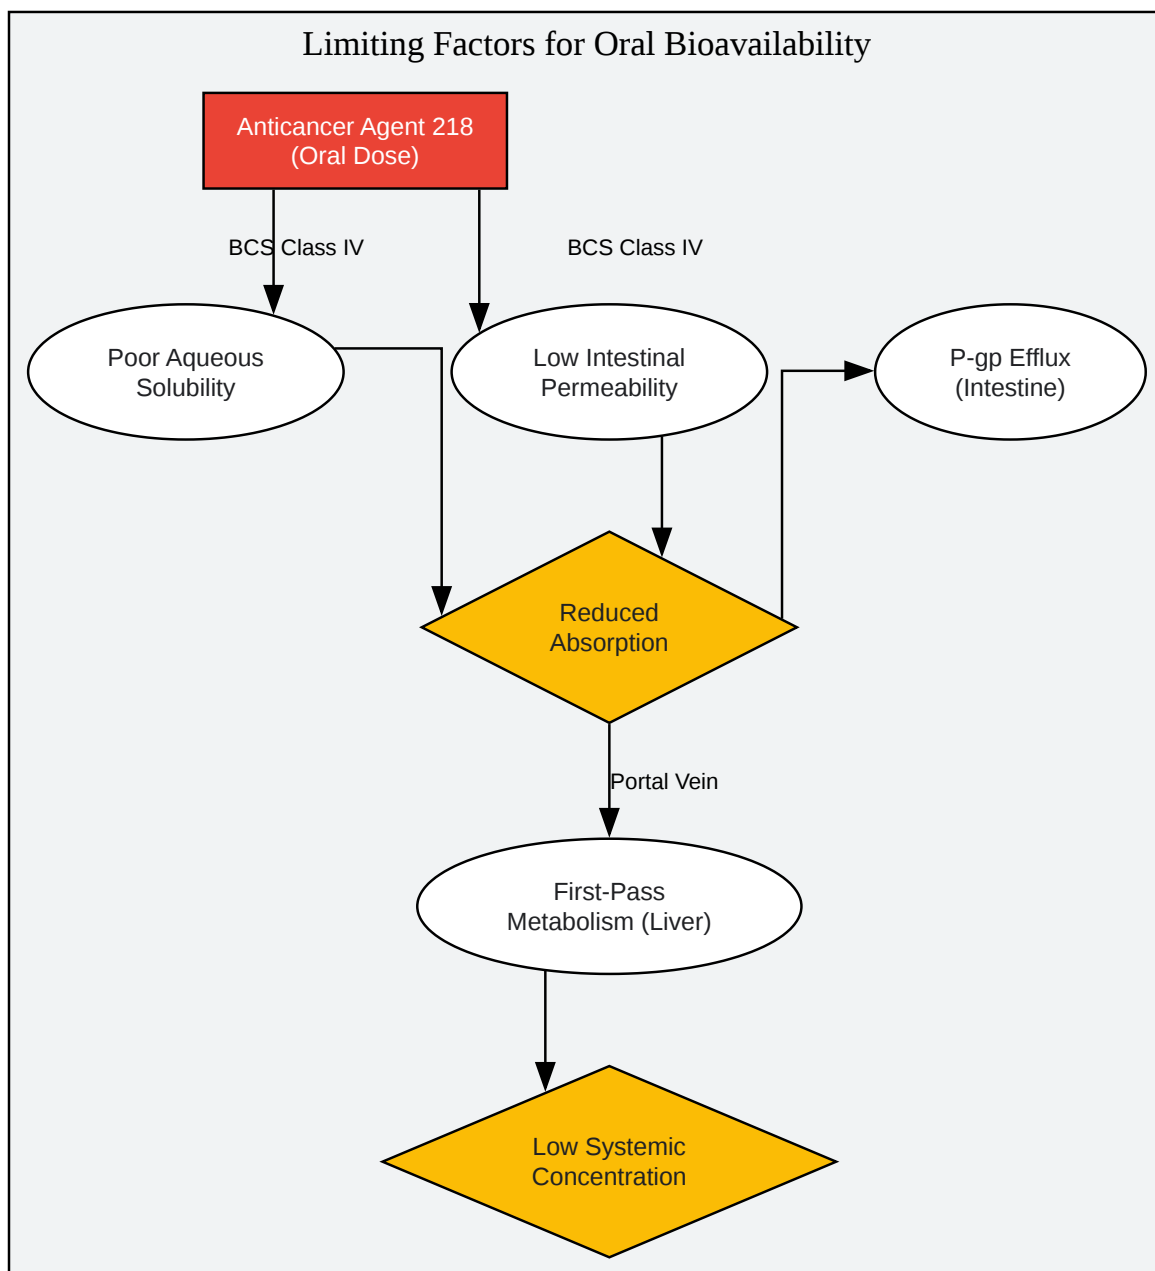 Limiting Factors for Oral Bioavailability
Anticancer Agent 218
(Oral Dose)
BCS Class IV
BCS Class IV
Poor Aqueous
Solubility
Low Intestinal
Permeability
P-gp Efflux
(Intestine)
Reduced
Absorption
Portal Vein
First-Pass
Metabolism (Liver)
Low Systemic
Concentration